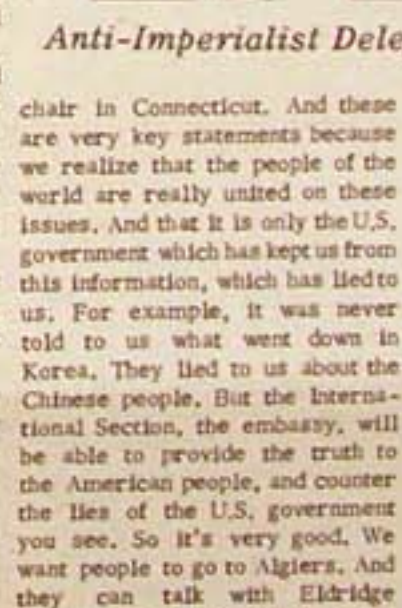 Anti-Imperialist Dele
chair in Connecticut. And these
are very key statements because
we realize that the people of the
world are really united on these
issues. And that it is only the U.S.
government which has kept us from
this information, which has lied to
us. For example, it was never
told to us what went down in
Korea. They lied to us about the
Chinese people. But the Interna-
tional Section, the embassy, will
be able to provide the truth to
the American people, and counter
the lies of the U.S. government
you see. So it's very good. We
want people to go to Algiers. And
they can talk with Eldridge